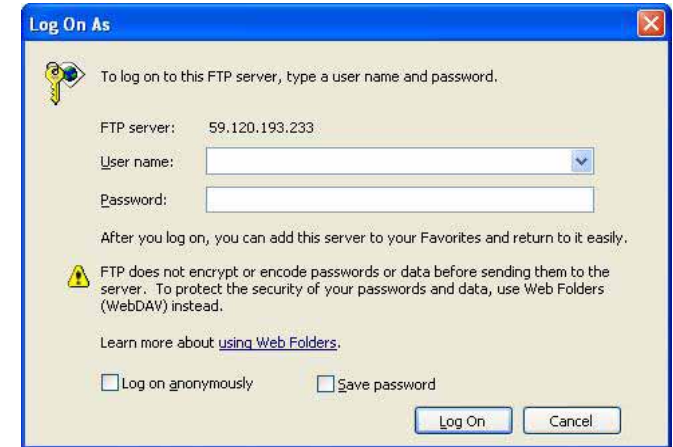 Log On As
To log on to this FTP server, type a user name and password.
FTP server: 59.120.193.233
User name:
Password:
After you log on, you can add this server to your Favorites and return to it easily.
FTP does not encrypt or encode passwords or data before sending them to the
server. To protect the security of your passwords and data, use Web Folders
(WebDAV) instead.
Learn more about using Web Folders.
Log on anonymously Save password
Log On Cancel